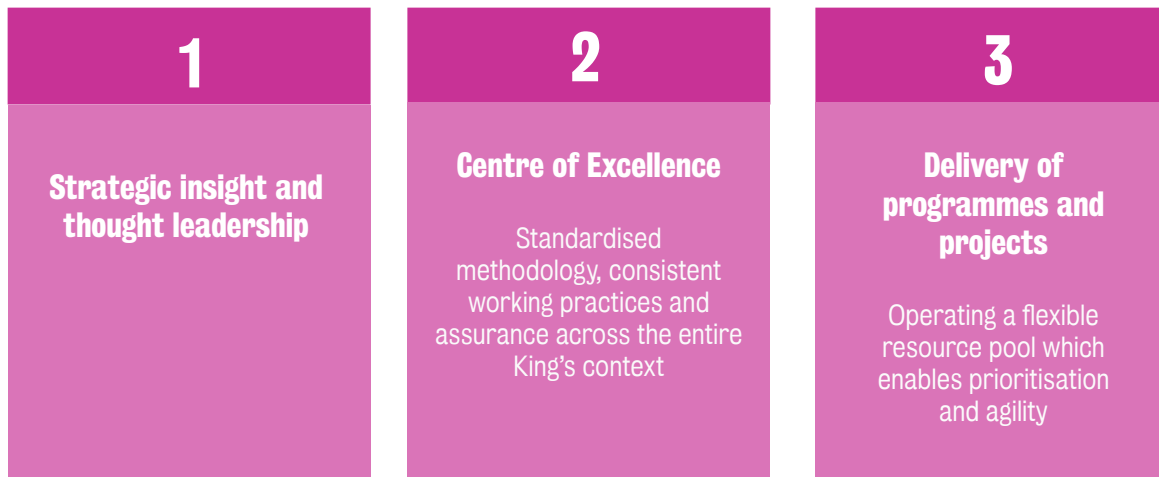 1
Strategic insight and
thought leadership
2
Centre of Excellence
Standardised
methodology, consistent
working practices and
assurance across the entire
King’s context
3
Delivery of
programmes and
projects
Operating a flexible
resource pool which
enables prioritisation
and agility